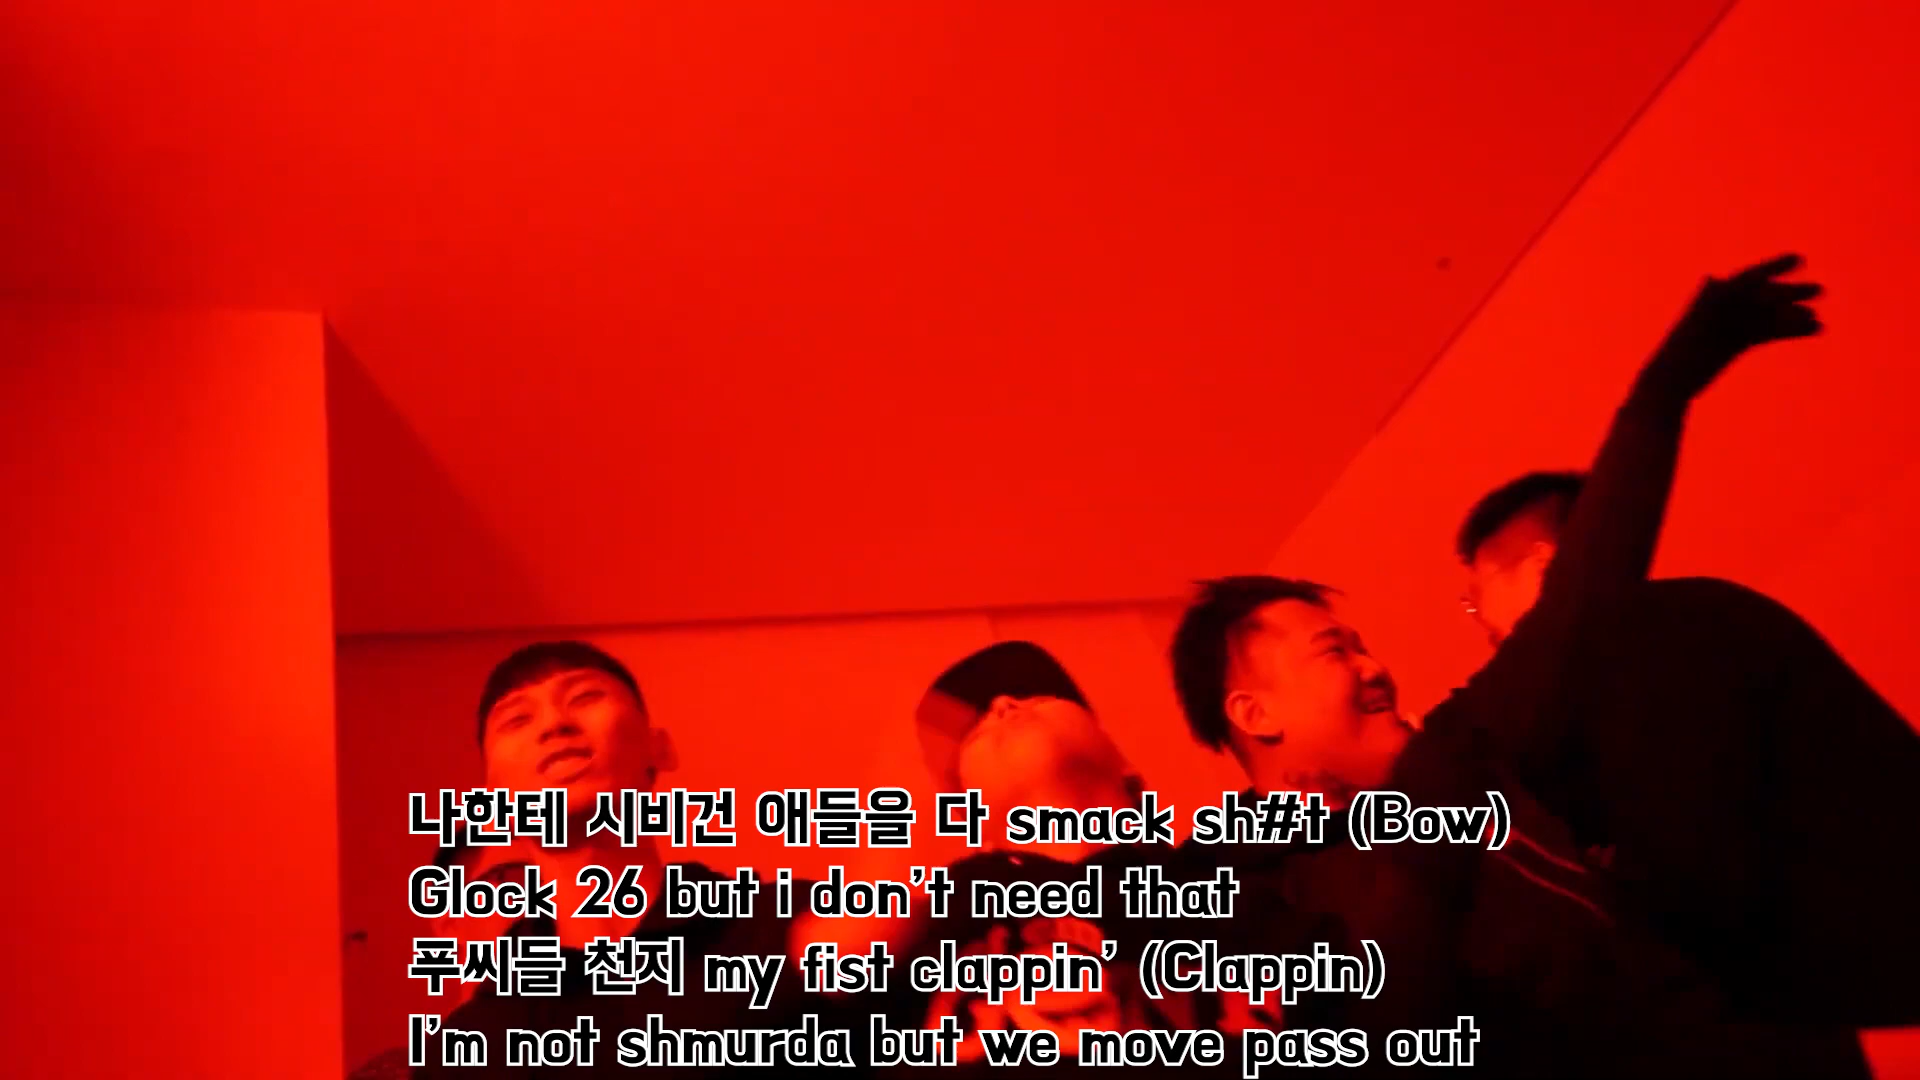 나한테 시비건 애들을 다 smack sh#t (Bow)
Glock 26 but i don't need that
푸씨들 천지 my fist clappin' (Clappin)
I'm not shmurda but we move pass out